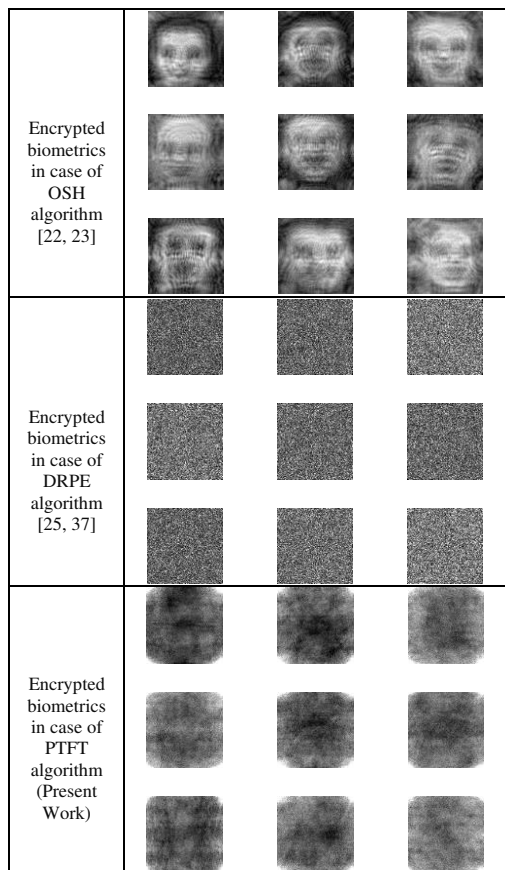 Encrypted
biometrics
in case of
OSH
algorithm
[22, 23]
Encrypted
biometrics
in case of
DRPE
algorithm
[25, 37]
Encrypted
biometrics
in case of
PTFT
algorithm
(Present
Work)